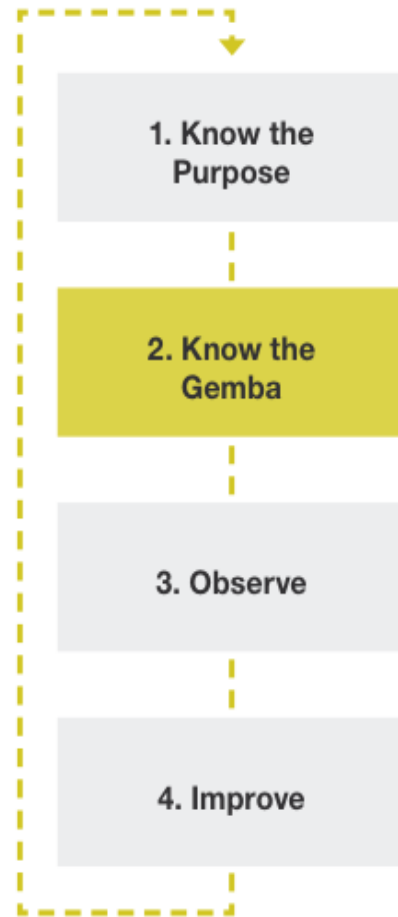 1. Know the
Purpose
2. Know the
Gemba
3. Observe
4. Improve